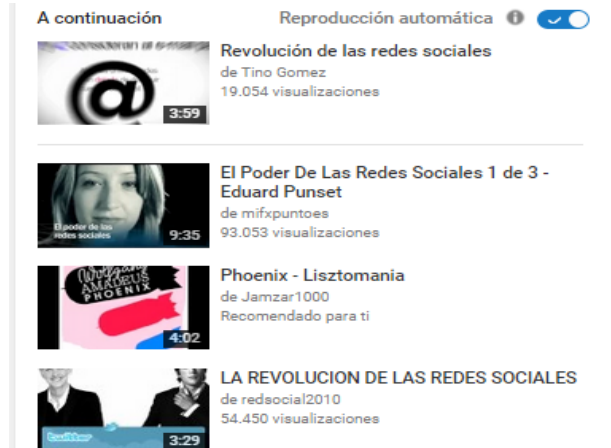 A continuación
Reproducción automática
@
3:59
Revolución de las redes sociales
de Tino Gomez
19.054 visualizaciones
El poder de las
redes sociales
9:35
El Poder De Las Redes Sociales 1 de 3 -
Eduard Punset
de mifxpuntoes
93.053 visualizaciones
Wolfgang
AMADEUS
PHOENIX
4:02
Phoenix - Lisztomania
de Jamzar1000
Recomendado para ti
twitter
3:29
LA REVOLUCION DE LAS REDES SOCIALES
de redsocial2010
54.450 visualizaciones